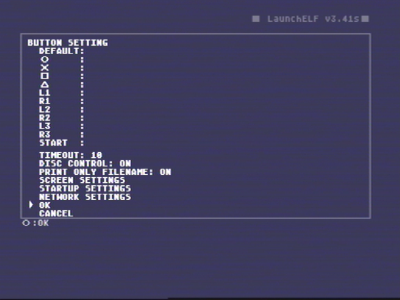 ■ LaunchELF v3.41s ■
BUTTON SETTING
DEFAULT:
○ :
× :
□ :
△ :
L1 :
R1 :
L2 :
R2 :
L3 :
R3 :
START :
TIMEOUT: 10
DISC CONTROL: ON
PRINT ONLY FILENAME: ON
SCREEN SETTINGS
STARTUP SETTINGS
NETWORK SETTINGS
OK
CANCEL
○:OK